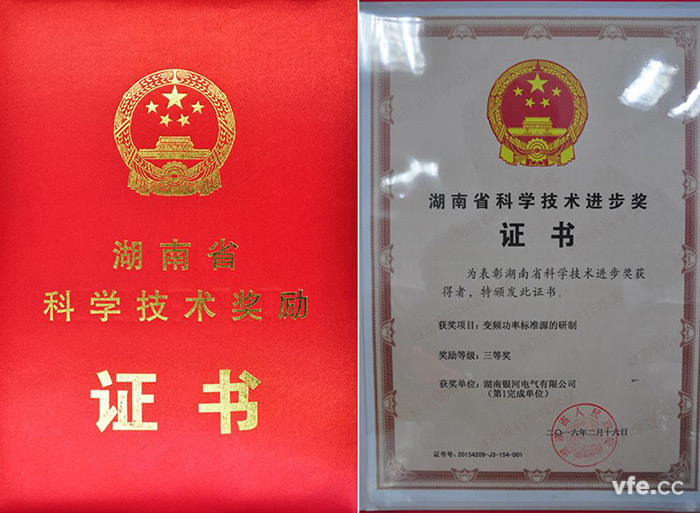 湖南省
科学技术奖励
证书
湖南省科学技术进步奖
证书
为表彰湖南省科学技术进步奖获
得者，特颁发此证书。
获奖项目：变频功率标准源的研制
奖励等级：三等奖
获奖单位：湖南银河电气有限公司
（第1完成单位）
二〇一六年二月十六日
证书号：20154209-J3-154-001
vfe.cc